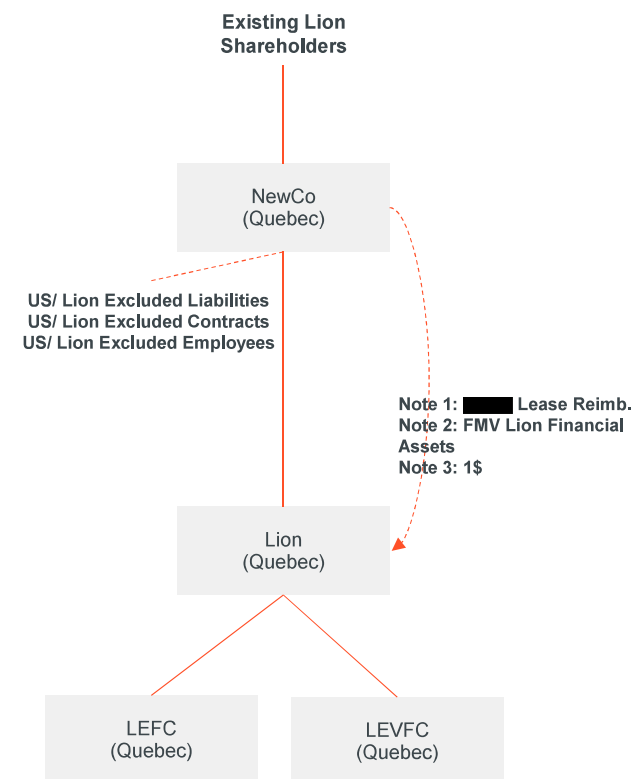 Existing Lion
Shareholders
NewCo
(Quebec)
US/ Lion Excluded Liabilities
US/ Lion Excluded Contracts
US/ Lion Excluded Employees
Note 1: Lease Reimb.
Note 2: FMV Lion Financial
Assets
Note 3: 1$
Lion
(Quebec)
LEFC
(Quebec)
LEVFC
(Quebec)